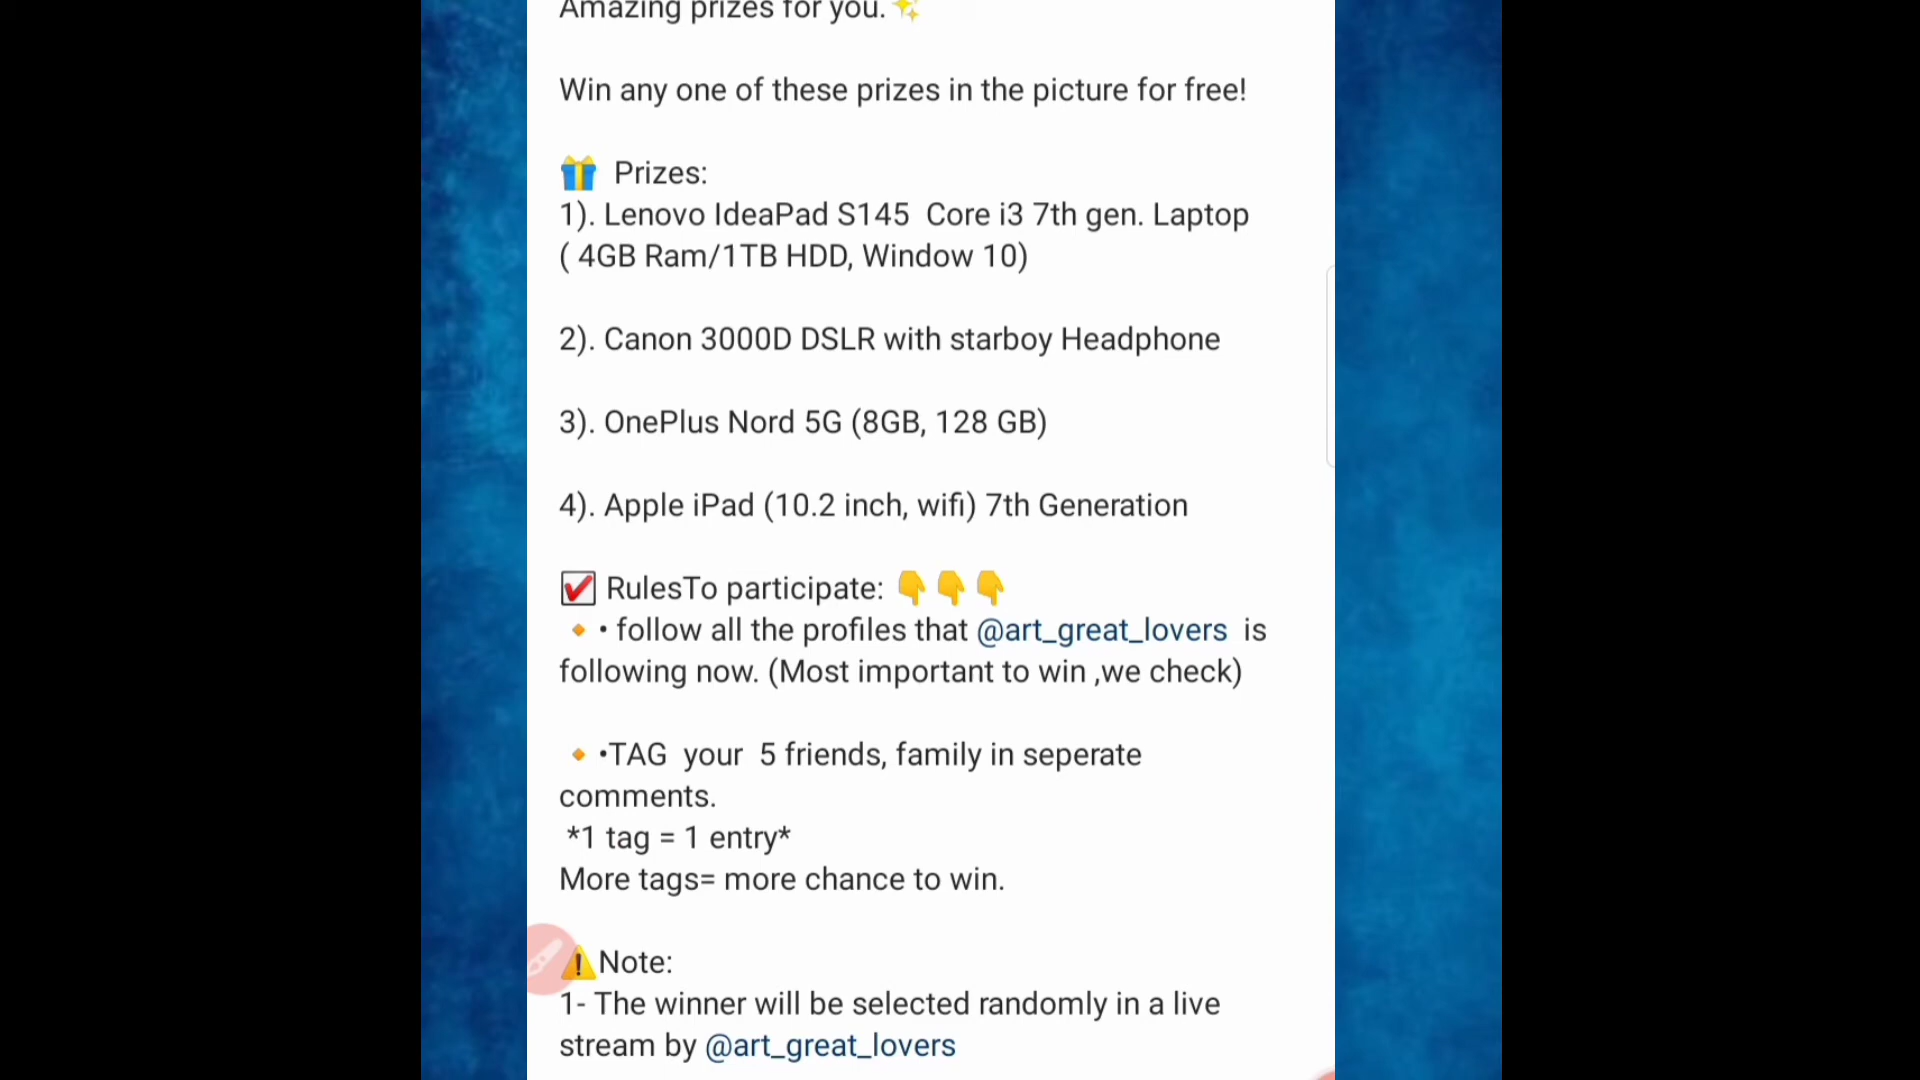 Amazing prizes for you.✨
Win any one of these prizes in the picture for free!
🎁 Prizes:
1). Lenovo IdeaPad S145  Core i3 7th gen. Laptop
( 4GB Ram/1TB HDD, Window 10)
2). Canon 3000D DSLR with starboy Headphone
3). OnePlus Nord 5G (8GB, 128 GB)
4). Apple iPad (10.2 inch, wifi) 7th Generation
☑ RulesTo participate: 👇👇👇
🔸• follow all the profiles that @art_great_lovers  is
following now. (Most important to win ,we check)
🔸•TAG  your  5 friends, family in seperate
comments.
*1 tag = 1 entry*
More tags= more chance to win.
⚠Note:
1- The winner will be selected randomly in a live
stream by @art_great_lovers